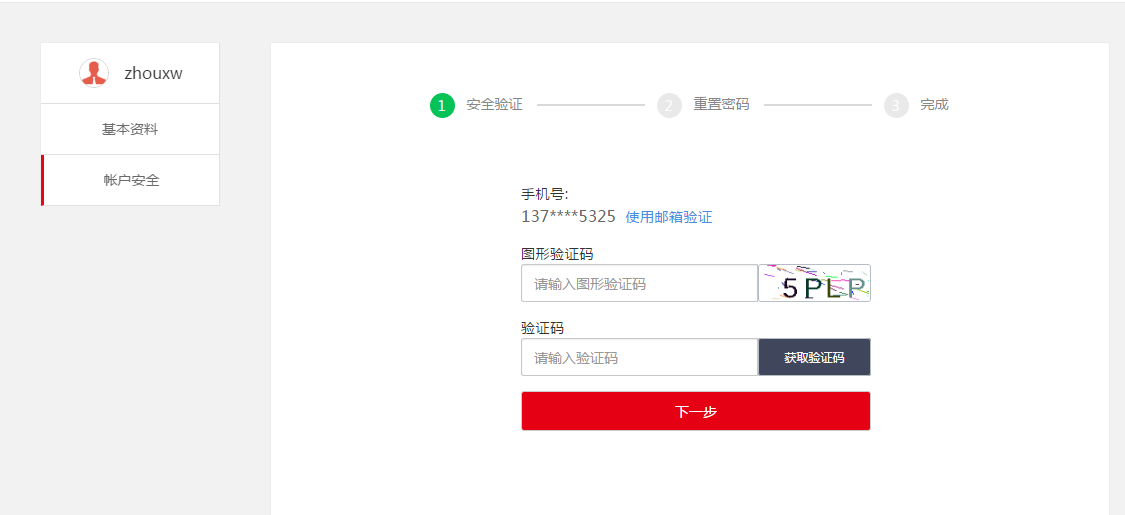 zhouxw
基本资料
帐户安全
1 安全验证 2 重置密码 3 完成
手机号:
137****5325 使用邮箱验证
图形验证码
请输入图形验证码 5PLP
验证码
请输入验证码 获取验证码
下一步